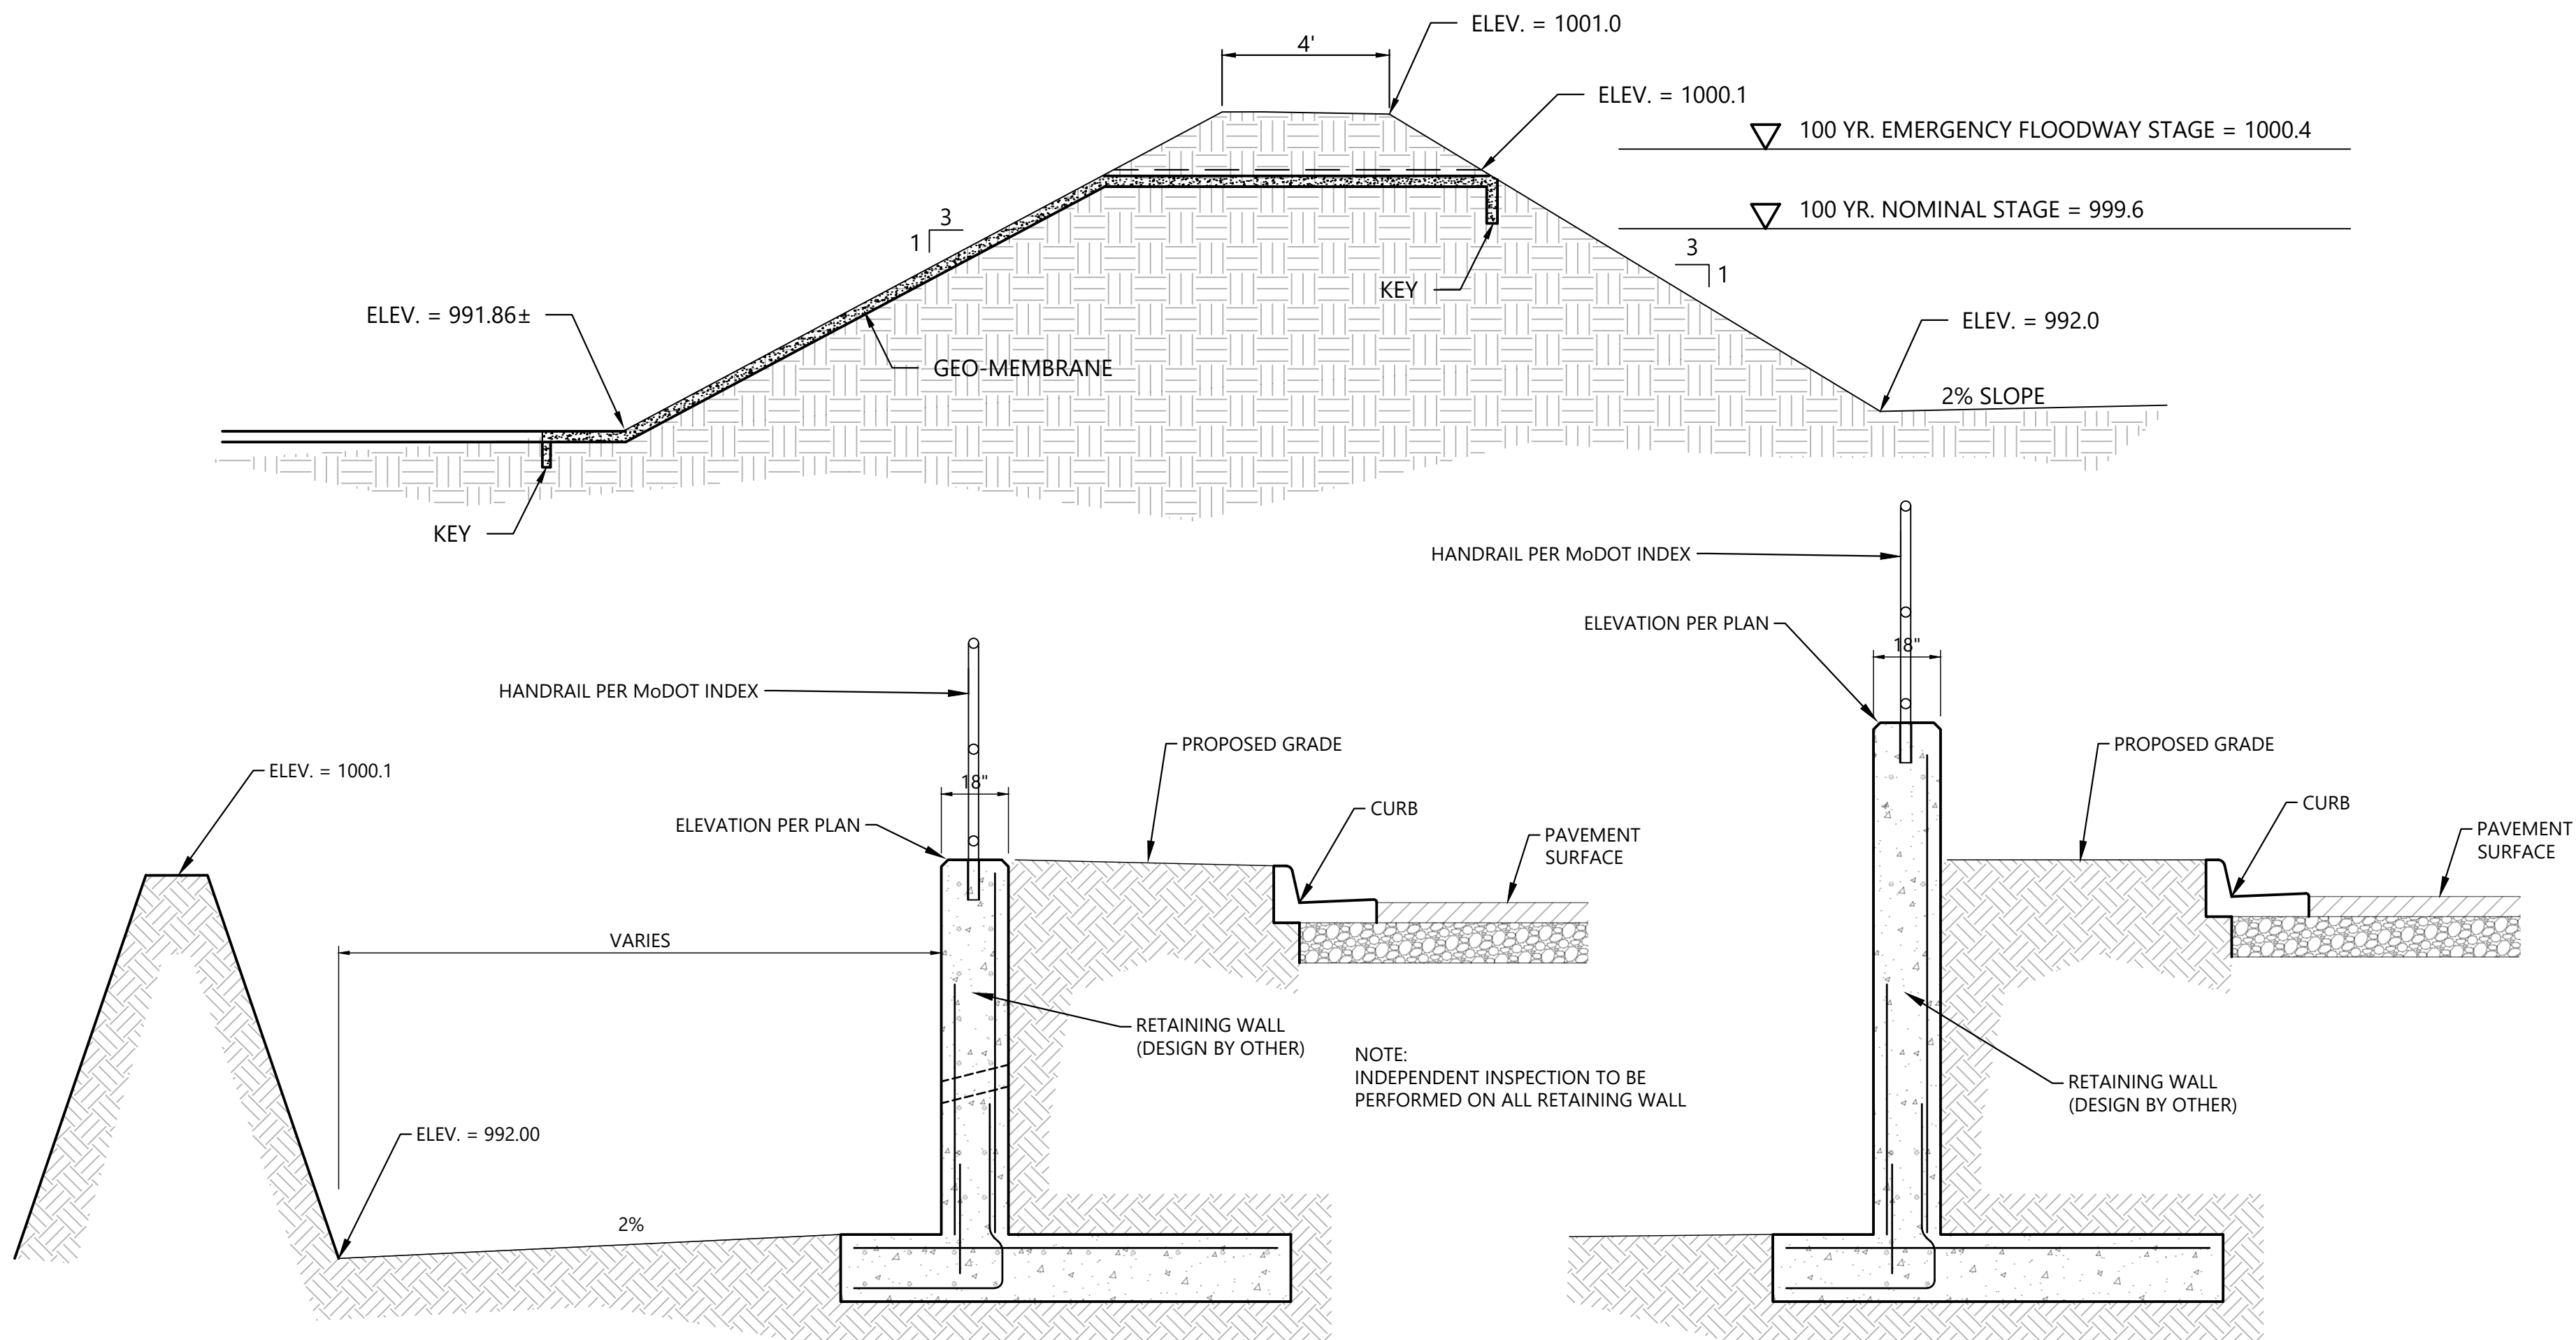 4'
ELEV. = 1001.0
ELEV. = 1000.1
100 YR. EMERGENCY FLOODWAY STAGE = 1000.4
100 YR. NOMINAL STAGE = 999.6
3
1
3
1
KEY
ELEV. = 991.86±
ELEV. = 992.0
GEO-MEMBRANE
2% SLOPE
KEY
HANDRAIL PER MoDOT INDEX
ELEVATION PER PLAN
18"
HANDRAIL PER MoDOT INDEX
PROPOSED GRADE
PROPOSED GRADE
ELEV. = 1000.1
18"
CURB
CURB
ELEVATION PER PLAN
PAVEMENT
SURFACE
PAVEMENT
SURFACE
VARIES
RETAINING WALL
(DESIGN BY OTHER)
NOTE:
INDEPENDENT INSPECTION TO BE
PERFORMED ON ALL RETAINING WALL
RETAINING WALL
(DESIGN BY OTHER)
ELEV. = 992.00
2%